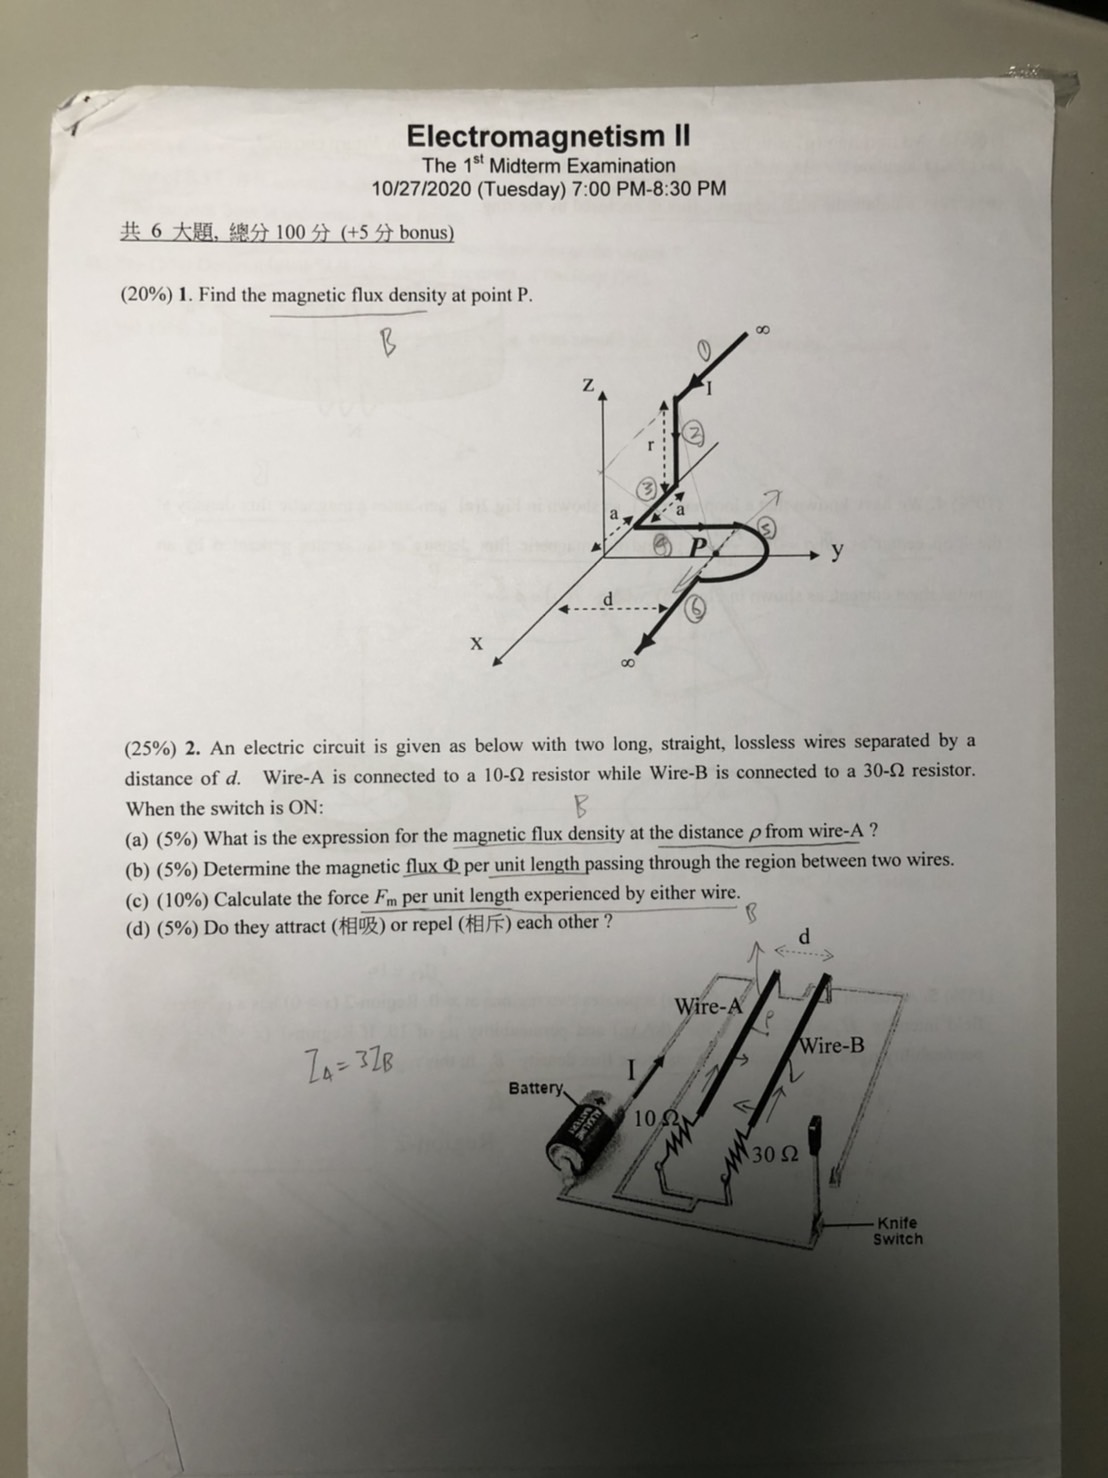 Electromagnetism II
The 1st Midterm Examination
10/27/2020 (Tuesday) 7:00 PM-8:30 PM
共 6 大題, 總分 100 分 (+5 分 bonus)
(20%) 1. Find the magnetic flux density at point P.
B
∞
①
I
z
②
r
③
a
a
⑤
④
P
y
d
⑥
x
∞
(25%) 2. An electric circuit is given as below with two long, straight, lossless wires separated by a
distance of d. Wire-A is connected to a 10-Ω resistor while Wire-B is connected to a 30-Ω resistor.
When the switch is ON:
B
(a) (5%) What is the expression for the magnetic flux density at the distance ρ from wire-A ?
(b) (5%) Determine the magnetic flux Φ per unit length passing through the region between two wires.
(c) (10%) Calculate the force Fm per unit length experienced by either wire.
(d) (5%) Do they attract (相吸) or repel (相斥) each other ?
B
d
Wire-A
ρ
Wire-B
I_A = 3I_B
I
Battery
10 Ω
30 Ω
Knife
Switch